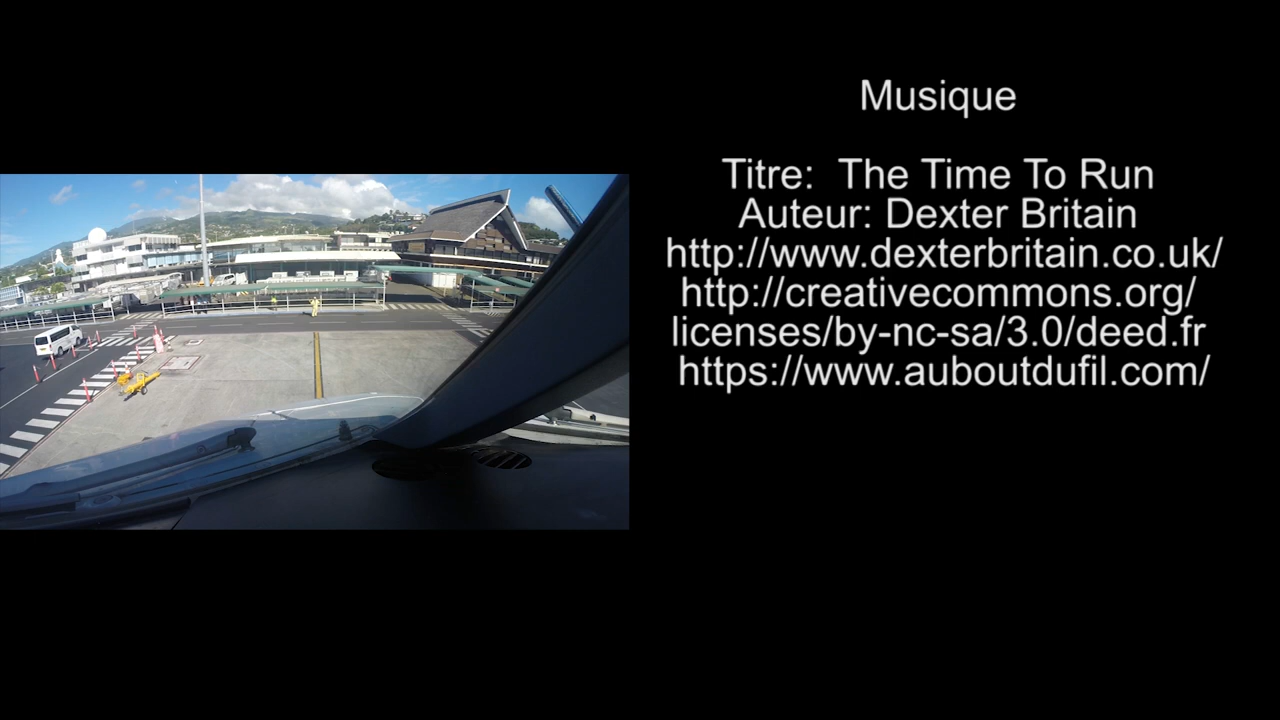 Musique
Titre: The Time To Run
Auteur: Dexter Britain
http://www.dexterbritain.co.uk/
http://creativecommons.org/
licenses/by-nc-sa/3.0/deed.fr
https://www.auboutdufil.com/